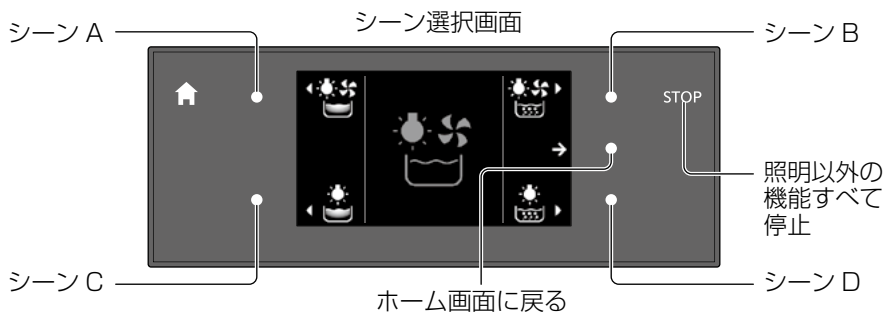 シーン選択画面
シーン A
シーン B
STOP
照明以外の
機能すべて
停止
シーン C
シーン D
ホーム画面に戻る